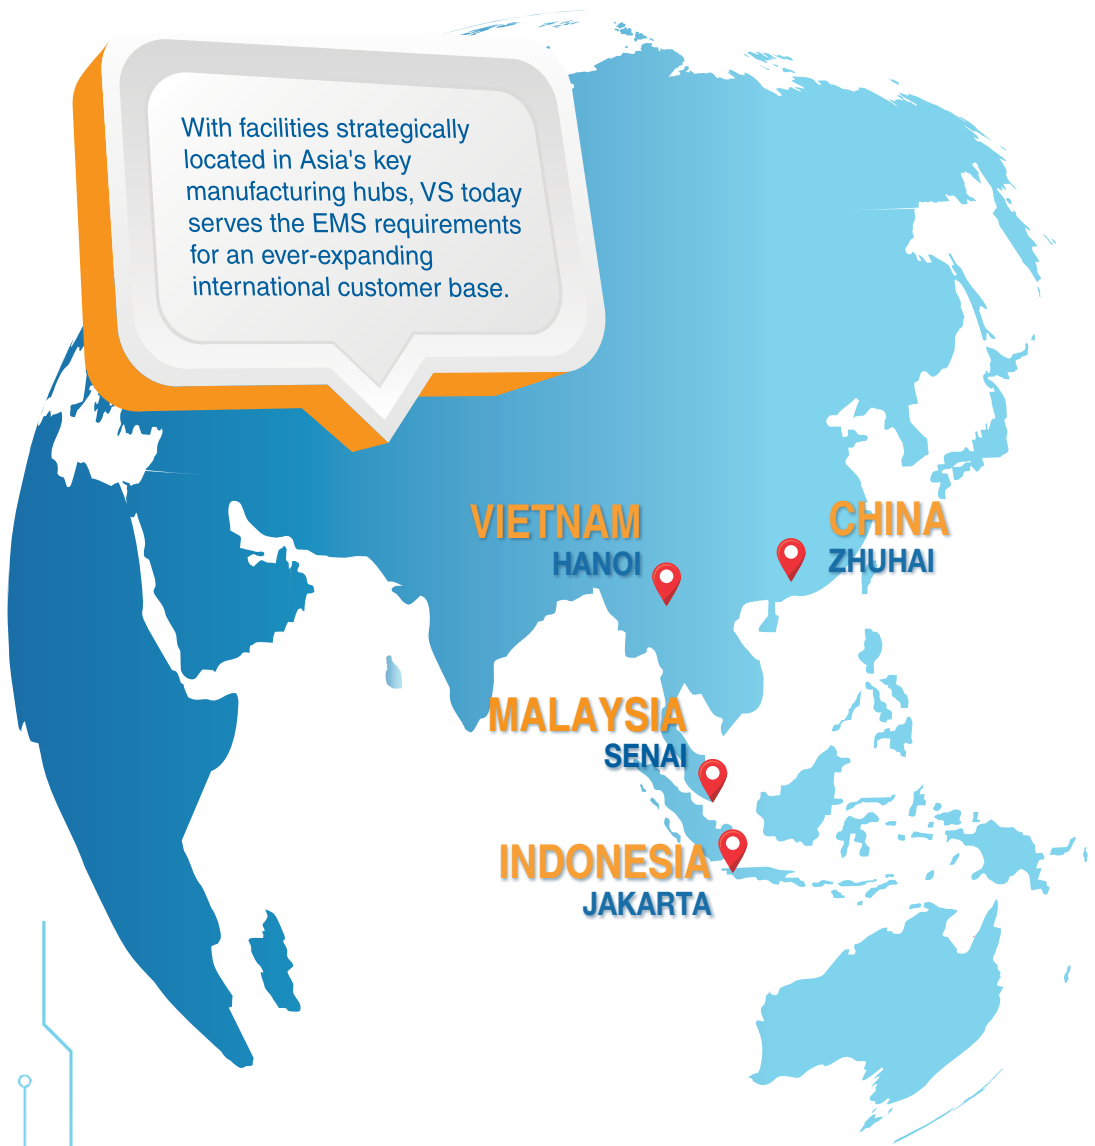 With facilities strategically
located in Asia's key
manufacturing hubs, VS today
serves the EMS requirements
for an ever-expanding
international customer base.
VIETNAM
HANOI
CHINA
ZHUHAI
MALAYSIA
SENAI
INDONESIA
JAKARTA